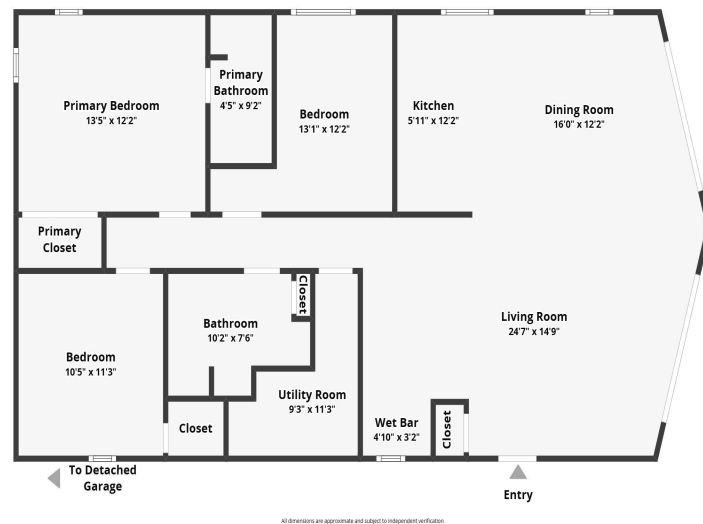 Primary Bedroom
13'5" x 12'2"
Primary
Bathroom
4'5" x 9'2"
Bedroom
13'1" x 12'2"
Kitchen
5'11" x 12'2"
Dining Room
16'0" x 12'2"
Primary
Closet
Closet
Bathroom
10'2" x 7'6"
Living Room
24'7" x 14'9"
Bedroom
10'5" x 11'3"
Utility Room
9'3" x 11'3"
Closet
Wet Bar
4'10" x 3'2"
Closet
To Detached
Garage
Entry
All dimensions are approximate and subject to independent verification